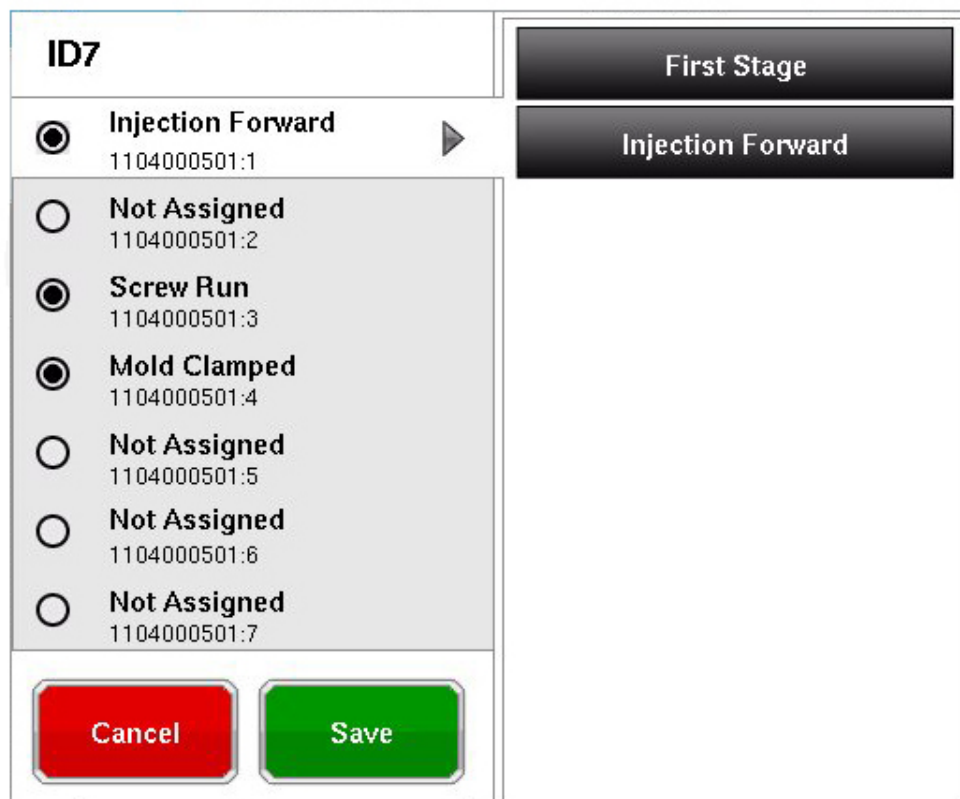 ID7
Injection Forward
1104000501:1
Not Assigned
1104000501:2
Screw Run
1104000501:3
Mold Clamped
1104000501:4
Not Assigned
1104000501:5
Not Assigned
1104000501:6
Not Assigned
1104000501:7
Cancel
Save
First Stage
Injection Forward